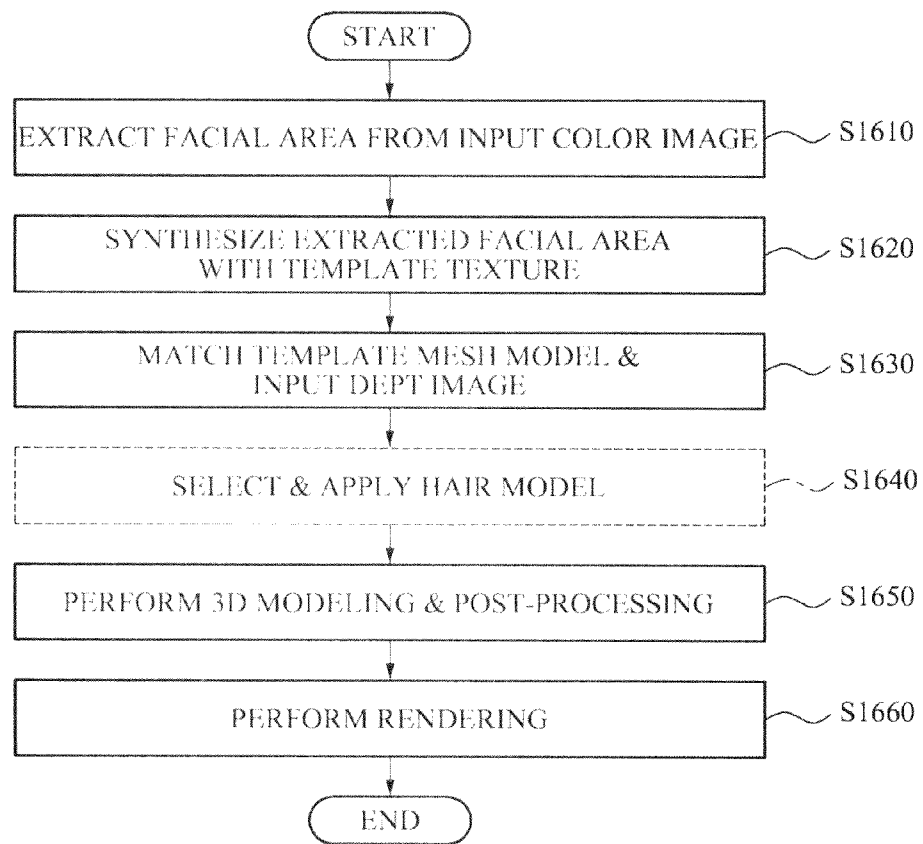 START
EXTRACT FACIAL AREA FROM INPUT COLOR IMAGE
S1610
SYNTHESIZE EXTRACTED FACIAL AREA
WITH TEMPLATE TEXTURE
S1620
MATCH TEMPLATE MESH MODEL &
INPUT DEPT IMAGE
S1630
SELECT & APPLY HAIR MODEL
S1640
PERFORM 3D MODELING & POST-PROCESSING
S1650
PERFORM RENDERING
S1660
END